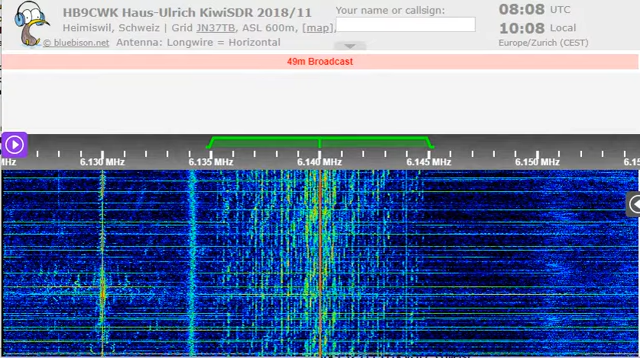 HB9CWK Haus-Ulrich KiwiSDR 2018/11
Heimiswil, Schweiz | Grid JN37TB, ASL 600m, [map],
© bluebison.net Antenna: Longwire = Horizontal
Your name or callsign:
08:08 UTC
10:08 Local
Europe/Zurich (CEST)
49m Broadcast
MHz 6.130 MHz 6.135 MHz 6.140 MHz 6.145 MHz 6.150 MHz 6.15